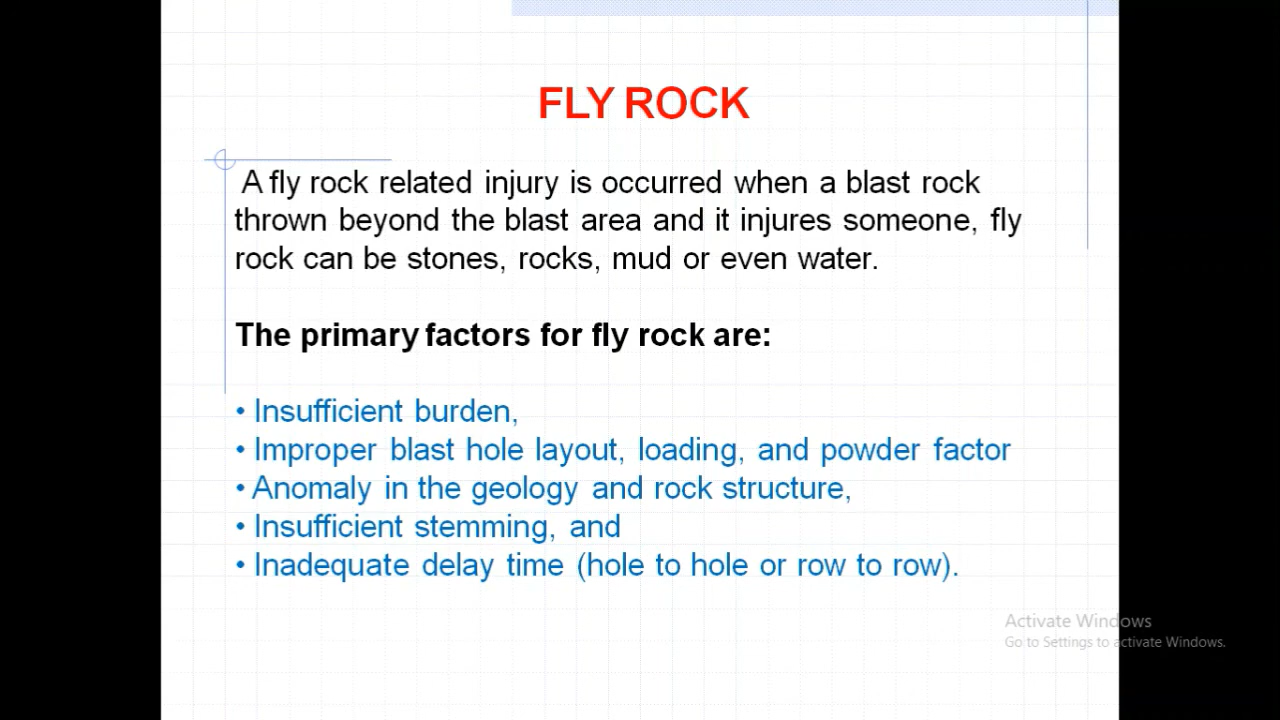 FLY ROCK
A fly rock related injury is occurred when a blast rock
thrown beyond the blast area and it injures someone, fly
rock can be stones, rocks, mud or even water.
The primary factors for fly rock are:
• Insufficient burden,
• Improper blast hole layout, loading, and powder factor
• Anomaly in the geology and rock structure,
• Insufficient stemming, and
• Inadequate delay time (hole to hole or row to row).
Activate Windows
Go to Settings to activate Windows.